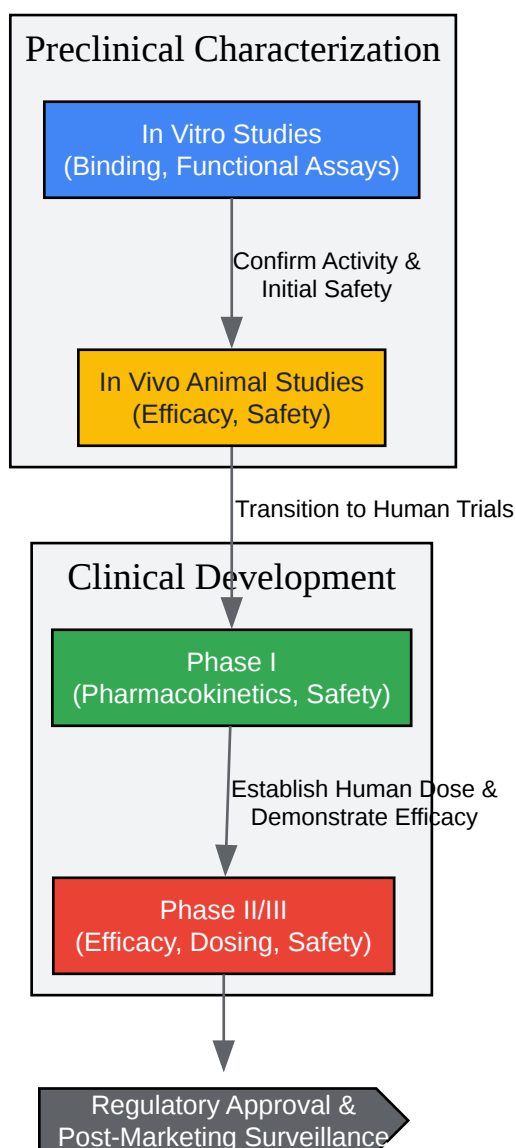 Preclinical Characterization
In Vitro Studies
(Binding, Functional Assays)
Confirm Activity &
Initial Safety
In Vivo Animal Studies
(Efficacy, Safety)
Transition to Human Trials
Clinical Development
Phase I
(Pharmacokinetics, Safety)
Establish Human Dose &
Demonstrate Efficacy
Phase II/III
(Efficacy, Dosing, Safety)
Regulatory Approval &
Post-Marketing Surveillance